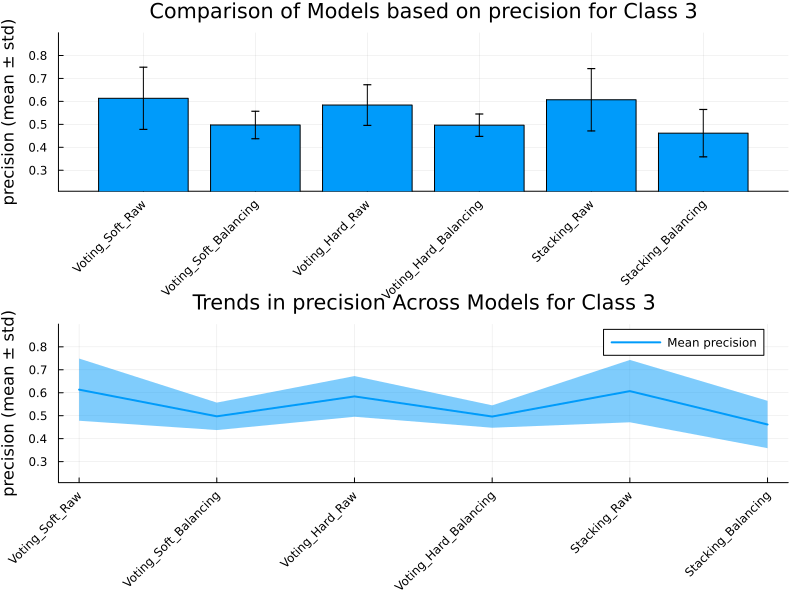 Comparison of Models based on precision for Class 3
precision (mean ± std)
0.8
0.7
0.6
0.5
0.4
0.3
Voting_Soft_Raw
Voting_Soft_Balancing
Voting_Hard_Raw
Voting_Hard_Balancing
Stacking_Raw
Stacking_Balancing
Trends in precision Across Models for Class 3
precision (mean ± std)
0.8
0.7
0.6
0.5
0.4
0.3
Mean precision
Voting_Soft_Raw
Voting_Soft_Balancing
Voting_Hard_Raw
Voting_Hard_Balancing
Stacking_Raw
Stacking_Balancing